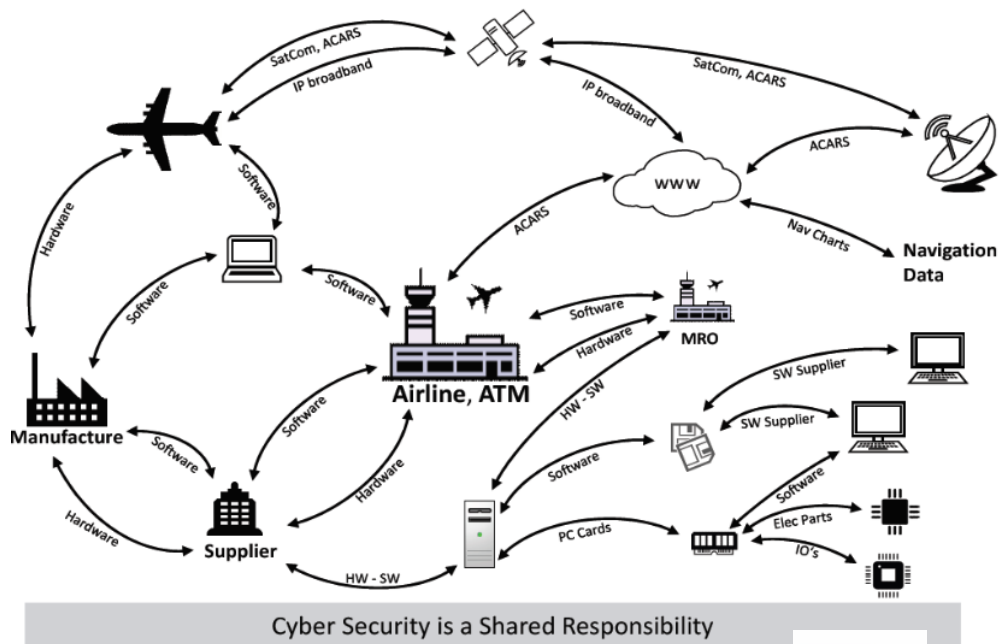 SatCom, ACARS
IP broadband
SatCom, ACARS
IP broadband
ACARS
www
Software
Hardware
ACARS
Nav Charts
Navigation
Data
Software
Software
Software
Hardware
MRO
Airline, ATM
SW Supplier
SW Supplier
HW - SW
Manufacture
Software
Software
Hardware
Software
Software
Hardware
Supplier
PC Cards
Elec Parts
IO's
HW - SW
Cyber Security is a Shared Responsibility